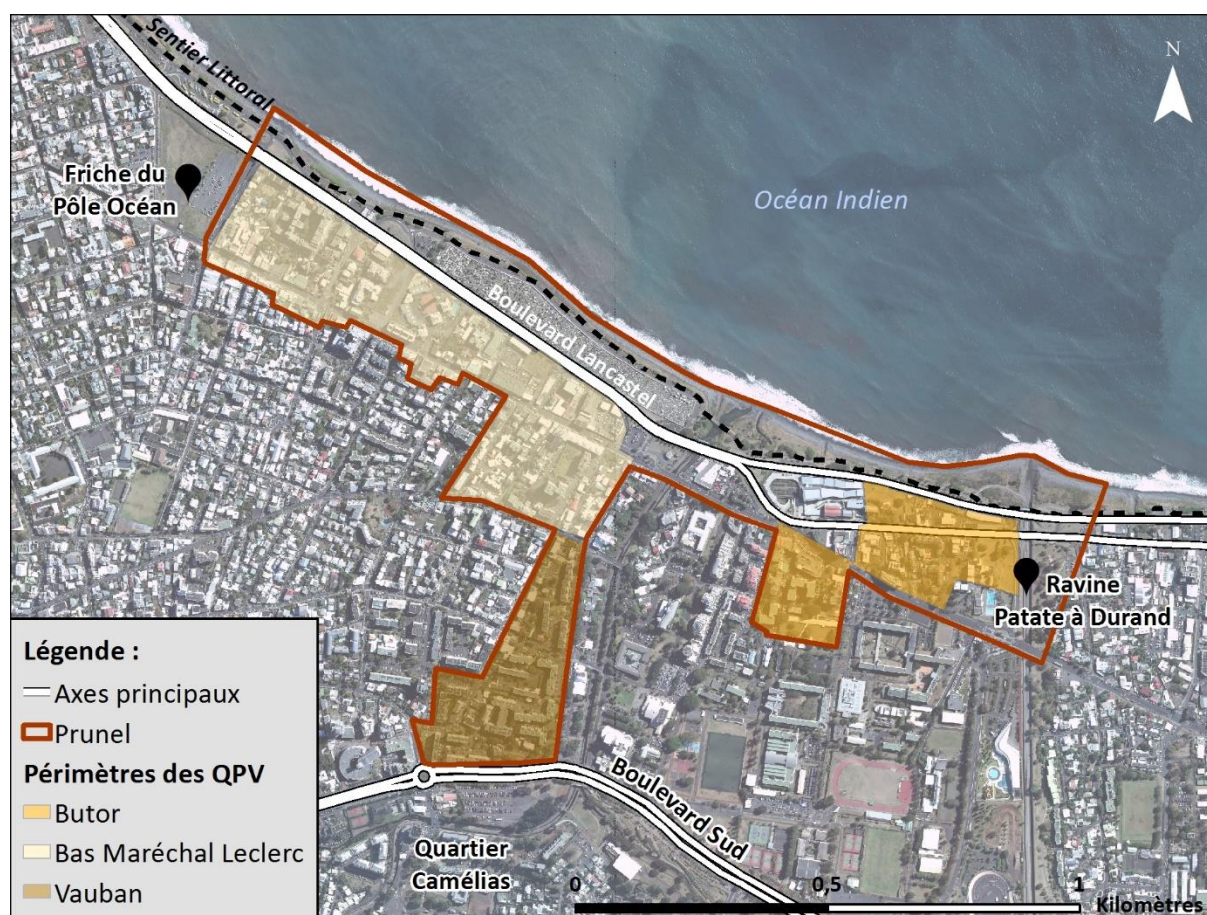 N
Sentier Littoral
Friche du
Pôle Océan
Océan Indien
Boulevard Lancastel
Ravine
Patate à Durand
Boulevard Sud
Quartier
Camélias
Légende :
Axes principaux
Prunel
Périmètres des QPV
Butor
Bas Maréchal Leclerc
Vauban
0
0,5
1
Kilomètres